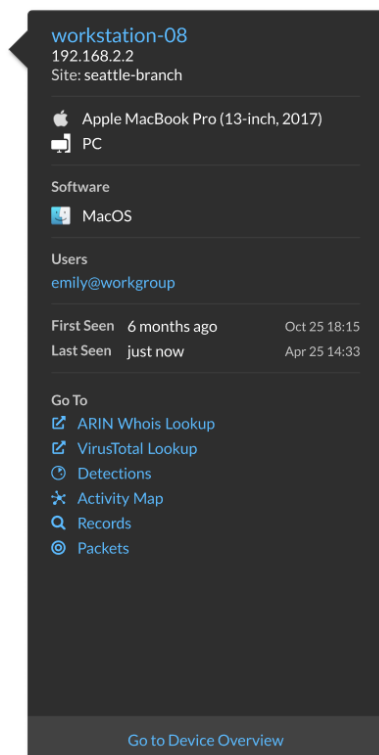 workstation-08
192.168.2.2
Site: seattle-branch
Apple MacBook Pro (13-inch, 2017)
PC
Software
MacOS
Users
emily@workgroup
First Seen 6 months ago Oct 25 18:15
Last Seen just now Apr 25 14:33
Go To
ARIN Whois Lookup
VirusTotal Lookup
Detections
Activity Map
Records
Packets
Go to Device Overview